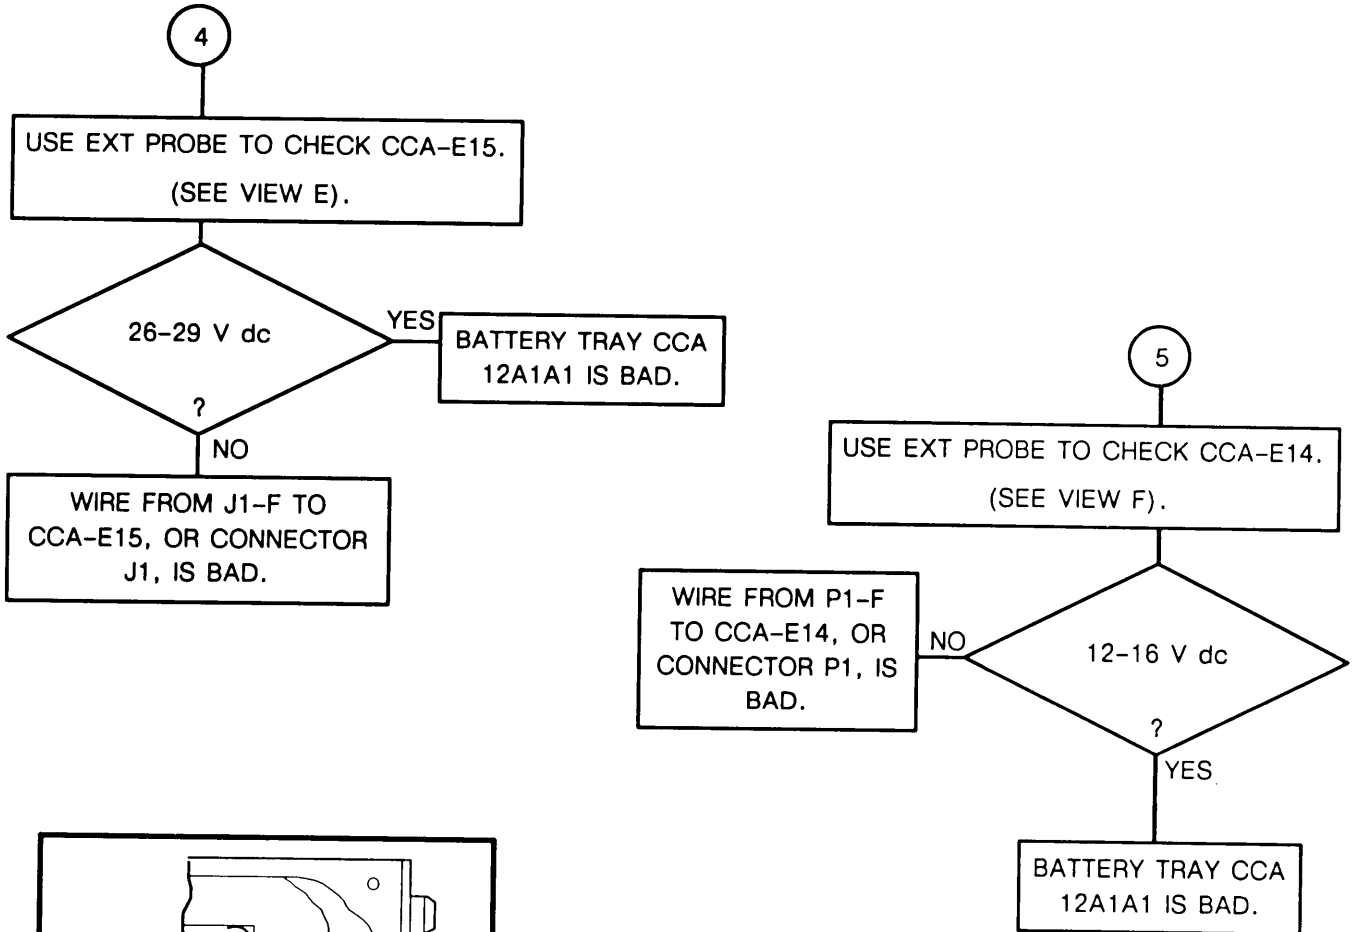 4
USE EXT PROBE TO CHECK CCA-E15.
(SEE VIEW E).
26-29 V dc
?
YES
BATTERY TRAY CCA
12A1A1 IS BAD.
NO
WIRE FROM J1-F TO
CCA-E15, OR CONNECTOR
J1, IS BAD.
5
USE EXT PROBE TO CHECK CCA-E14.
(SEE VIEW F).
12-16 V dc
?
NO
WIRE FROM P1-F
TO CCA-E14, OR
CONNECTOR P1, IS
BAD.
YES
BATTERY TRAY CCA
12A1A1 IS BAD.